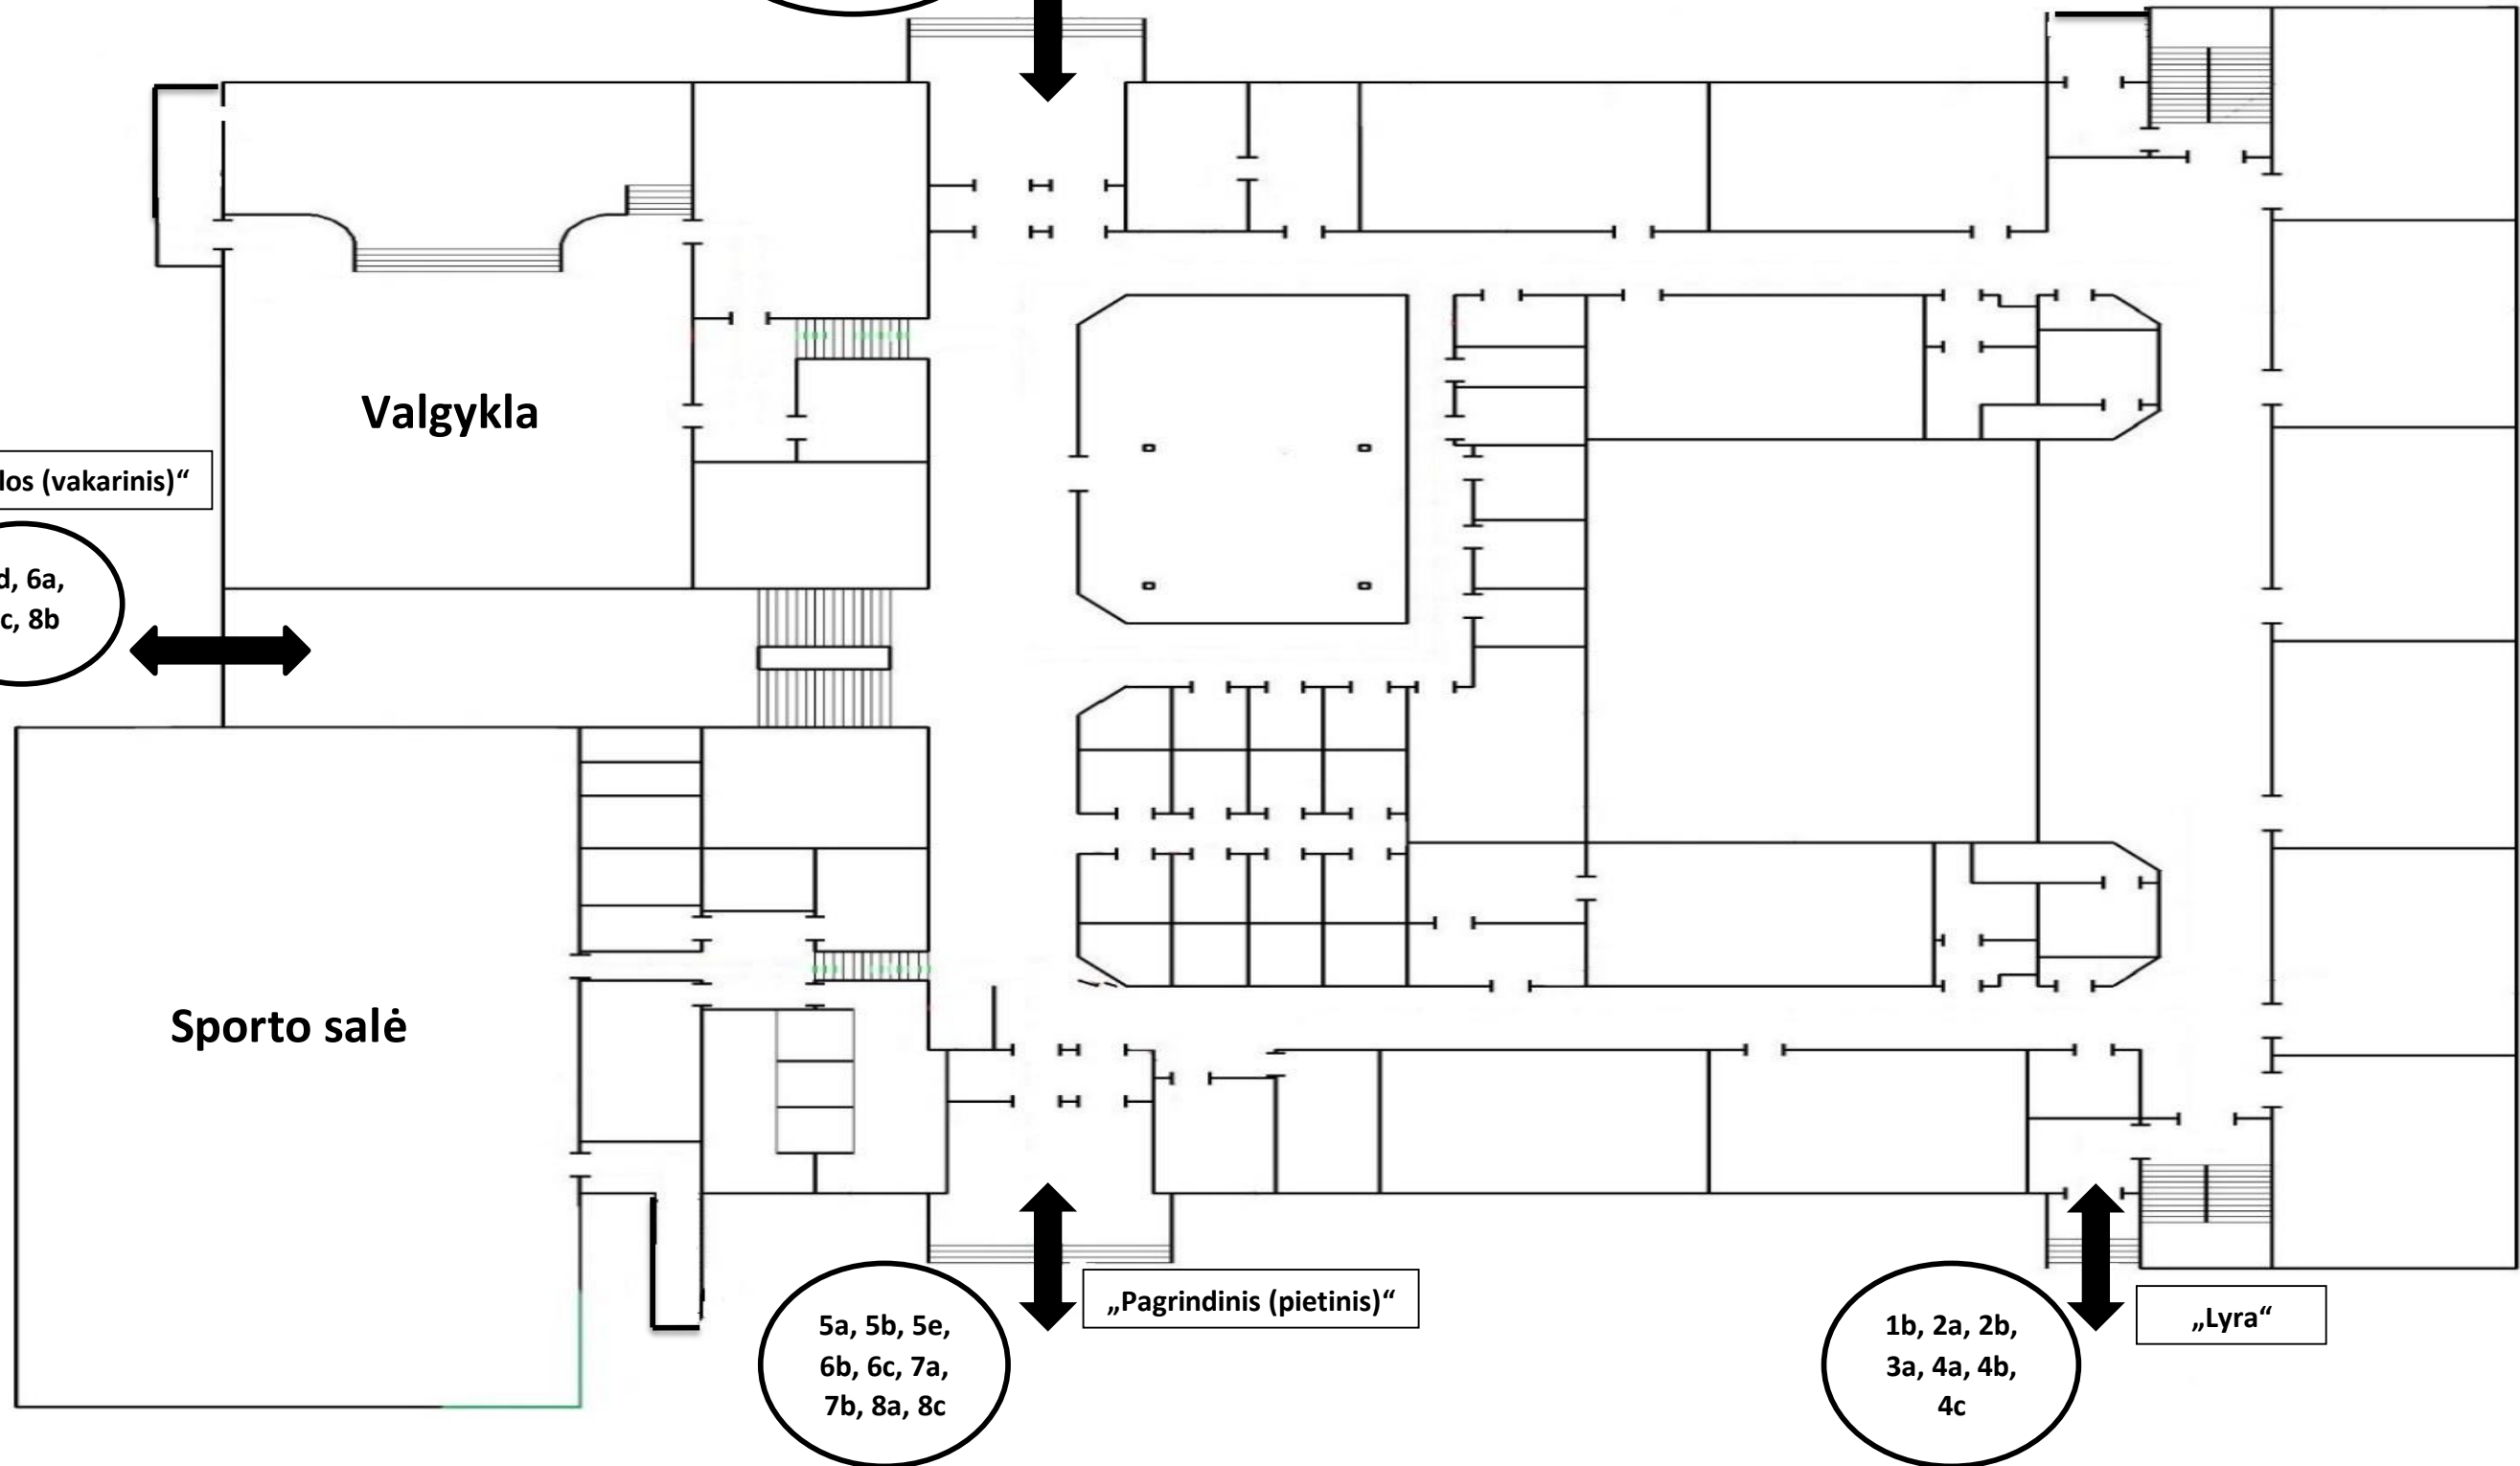 Valgykla
los (vakarinis)“
d, 6a,
c, 8b
Sporto salė
5a, 5b, 5e,
6b, 6c, 7a,
7b, 8a, 8c
„Pagrindinis (pietinis)“
1b, 2a, 2b,
3a, 4a, 4b,
4c
„Lyra“